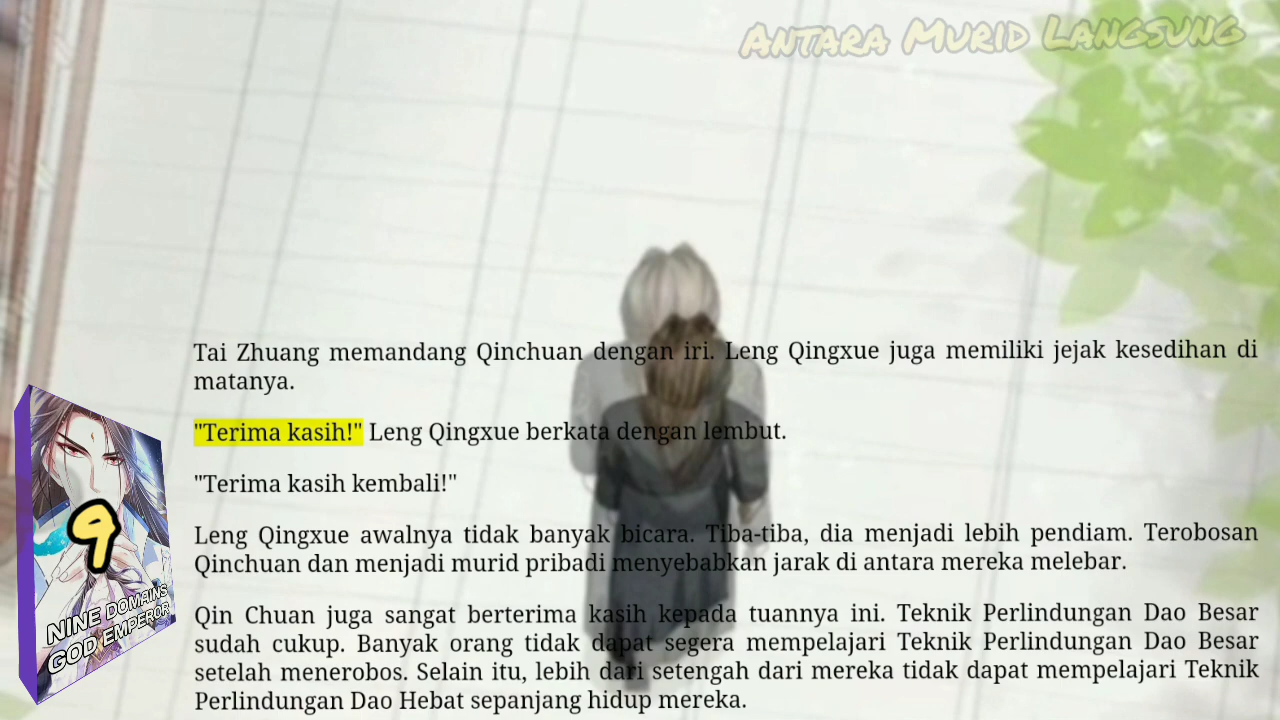 Antara Murid Langsung
Tai Zhuang memandang Qinchuan dengan iri. Leng Qingxue juga memiliki jejak kesedihan di
matanya.
"Terima kasih!" Leng Qingxue berkata dengan lembut.
"Terima kasih kembali!"
Leng Qingxue awalnya tidak banyak bicara. Tiba-tiba, dia menjadi lebih pendiam. Terobosan
Qinchuan dan menjadi murid pribadi menyebabkan jarak di antara mereka melebar.
Qin Chuan juga sangat berterima kasih kepada tuannya ini. Teknik Perlindungan Dao Besar
sudah cukup. Banyak orang tidak dapat segera mempelajari Teknik Perlindungan Dao Besar
setelah menerobos. Selain itu, lebih dari setengah dari mereka tidak dapat mempelajari Teknik
Perlindungan Dao Hebat sepanjang hidup mereka.
9
NINE DOMAINS
GOD EMPEROR